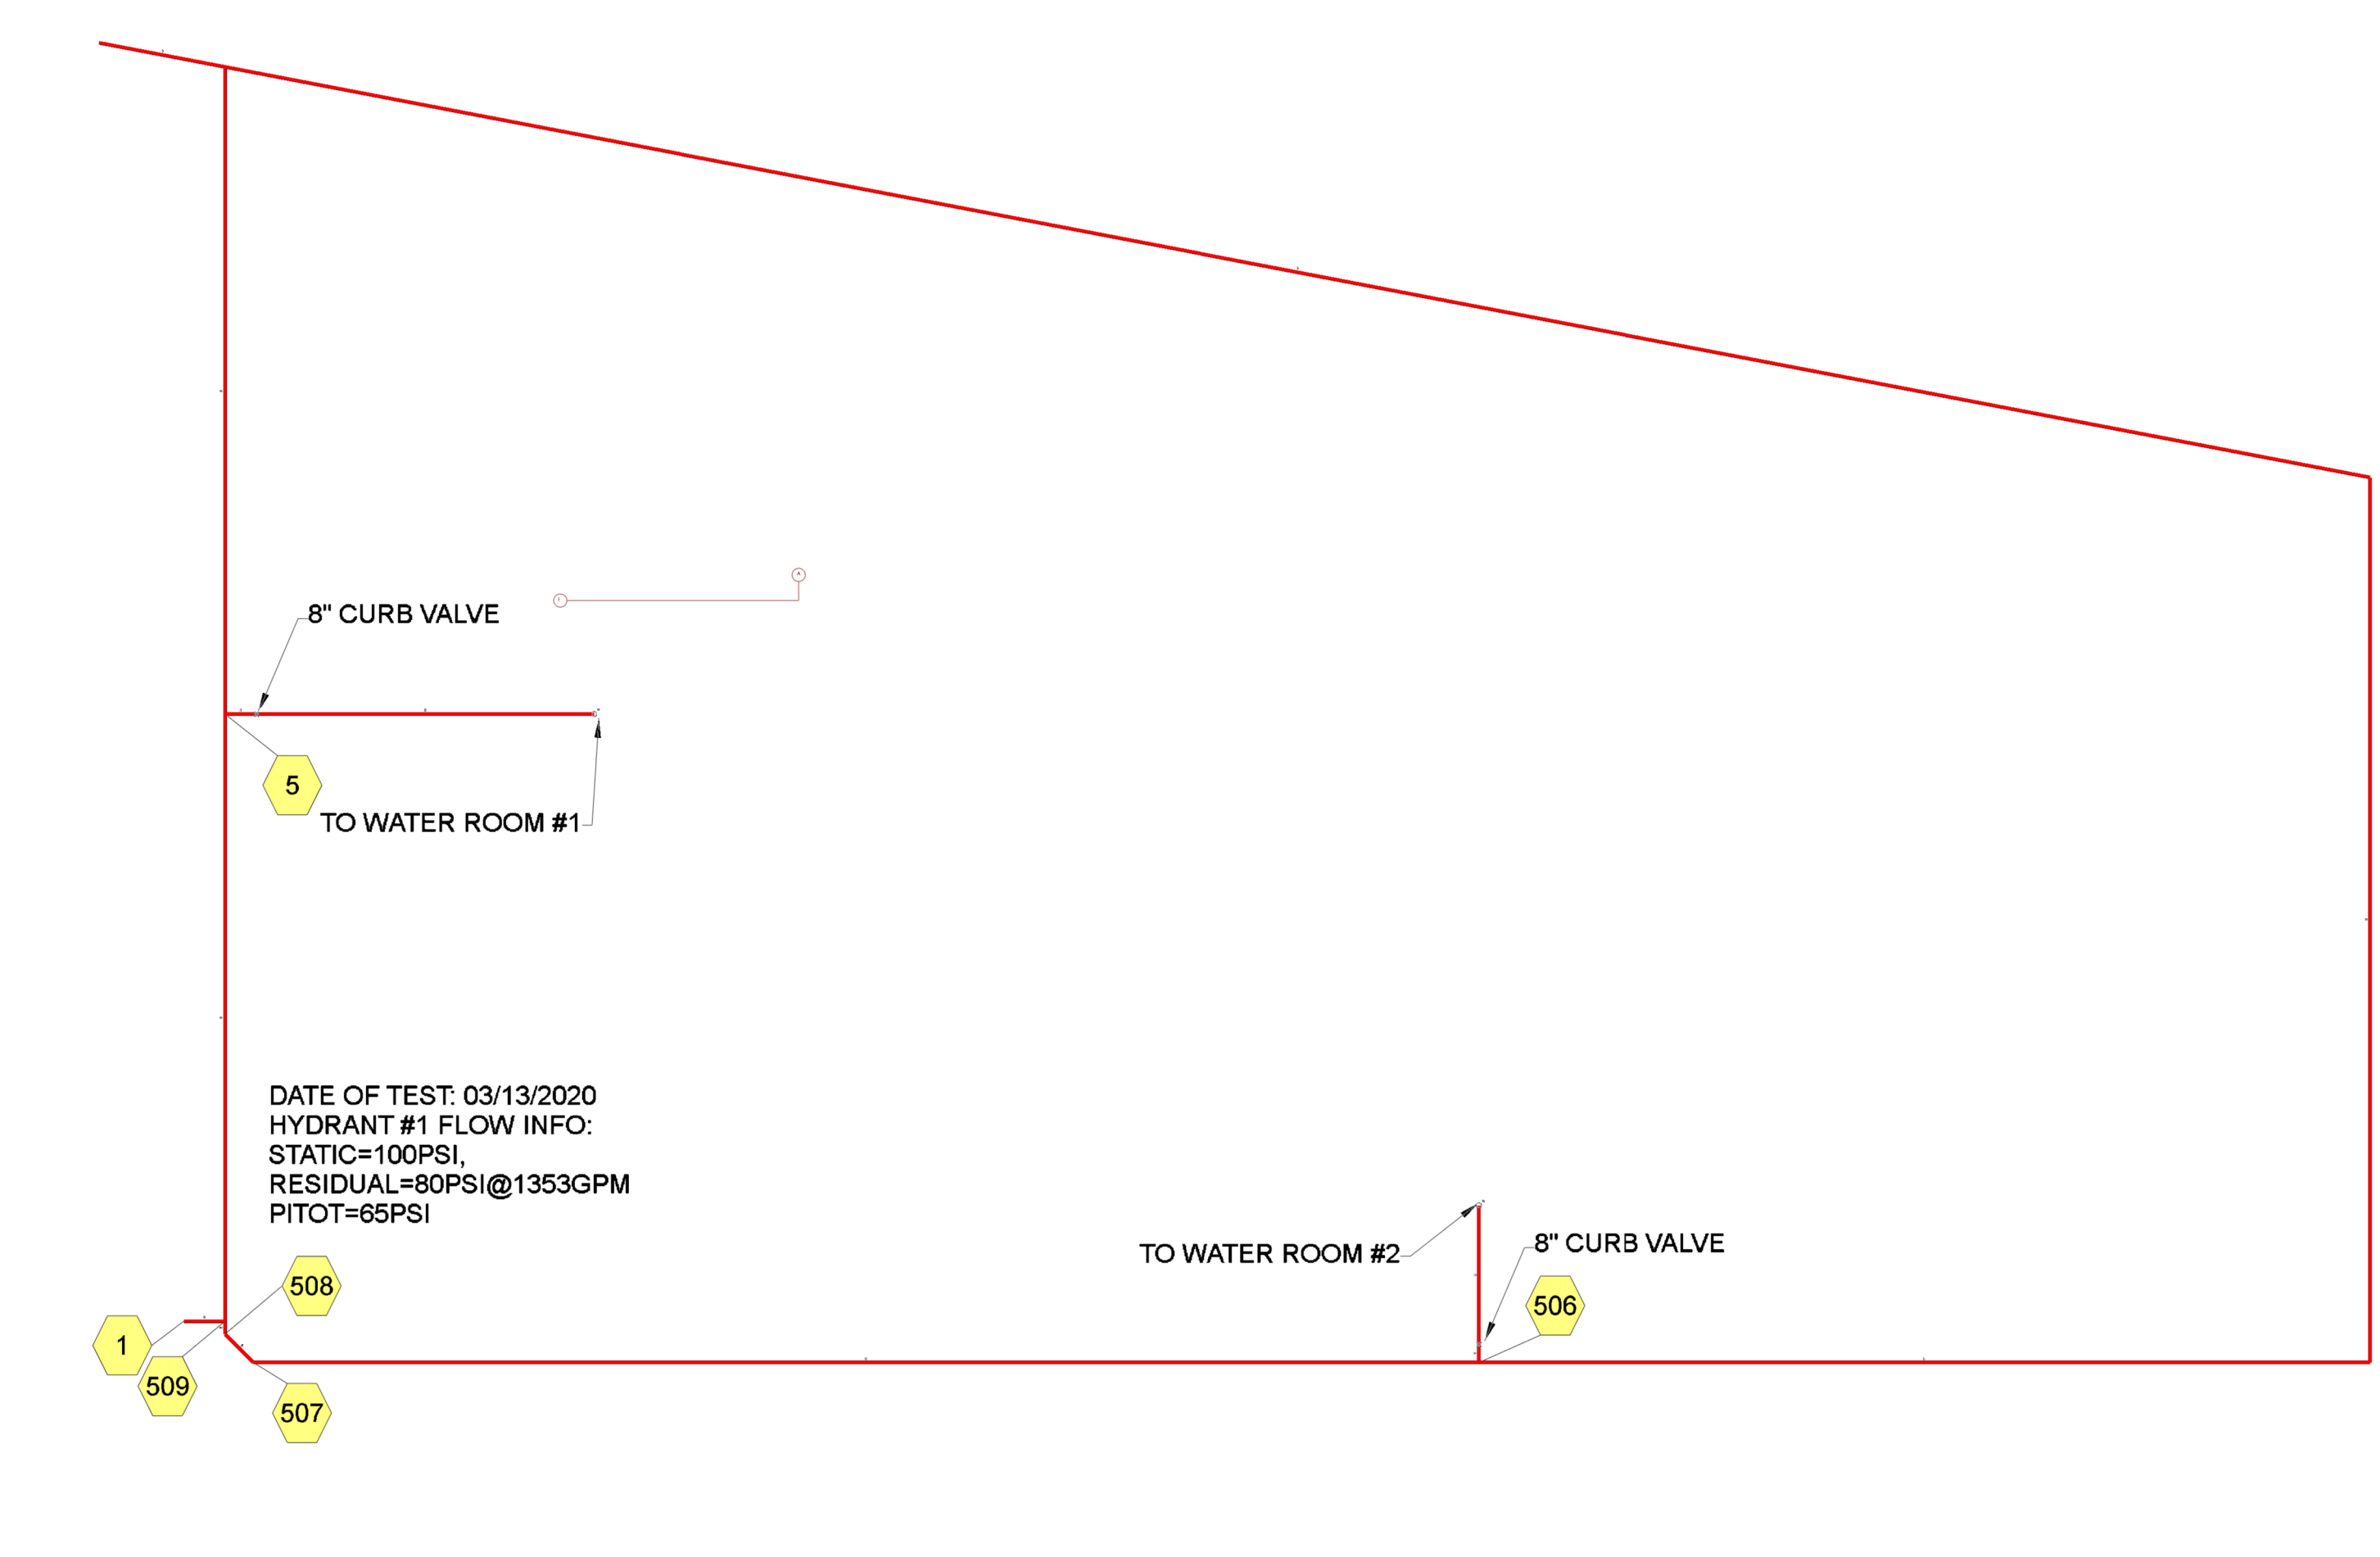 A
8" CURB VALVE
5
TO WATER ROOM #1
DATE OF TEST: 03/13/2020
HYDRANT #1 FLOW INFO:
STATIC=100PSI,
RESIDUAL=80PSI@1353GPM
PITOT=65PSI
TO WATER ROOM #2
8" CURB VALVE
508
506
1
509
507